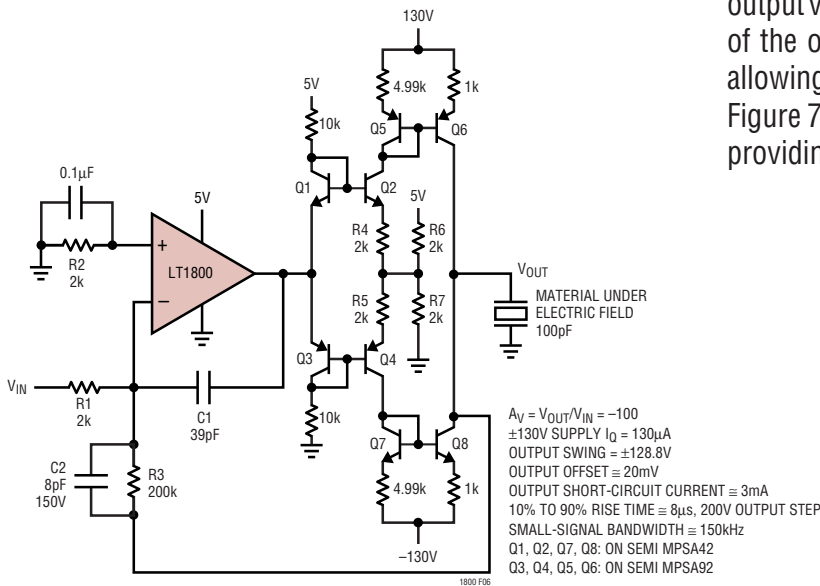 output v
of the o
allowing
Figure 7
providin
130V
4.99k
1k
5V
10k
Q5
Q6
0.1µF
5V
Q1
Q2
5V
R4
2k
R6
2k
+
LT1800
–
R2
2k
VOUT
MATERIAL UNDER
ELECTRIC FIELD
100pF
R5
2k
R7
2k
Q3
Q4
VIN
R1
2k
C1
39pF
10k
C2
8pF
150V
R3
200k
Q7
Q8
4.99k
1k
–130V
AV = VOUT/VIN = –100
±130V SUPPLY IQ = 130µA
OUTPUT SWING = ±128.8V
OUTPUT OFFSET ≅ 20mV
OUTPUT SHORT-CIRCUIT CURRENT ≅ 3mA
10% TO 90% RISE TIME ≅ 8µs, 200V OUTPUT STEP
SMALL-SIGNAL BANDWIDTH ≅ 150kHz
Q1, Q2, Q7, Q8: ON SEMI MPSA42
Q3, Q4, Q5, Q6: ON SEMI MPSA92
1800 F06